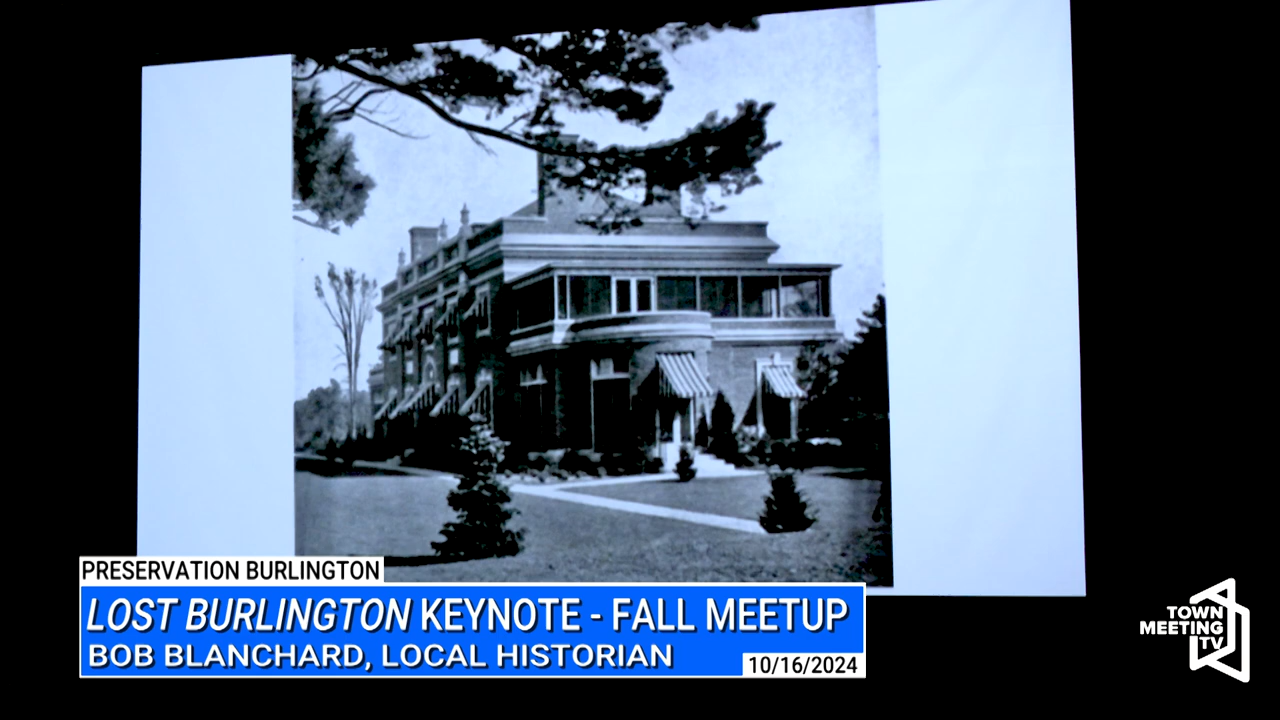 PRESERVATION BURLINGTON
LOST BURLINGTON KEYNOTE - FALL MEETUP
BOB BLANCHARD, LOCAL HISTORIAN
10/16/2024
TOWN
MEETING
TV